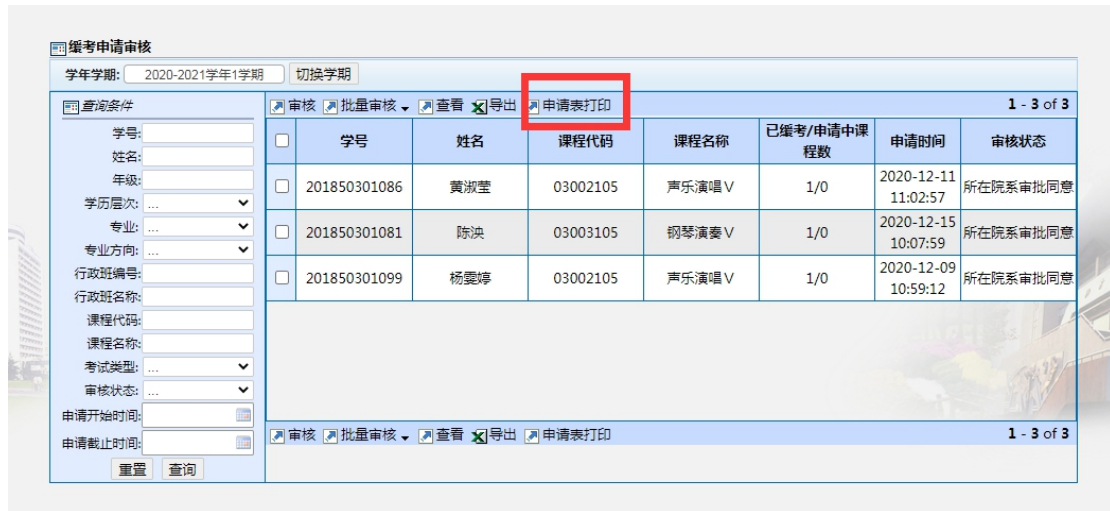 缓考申请审核
学年学期: 2020-2021学年1学期 切换学期
查询条件
学号:
姓名:
年级:
学历层次: ...
专业: ...
专业方向: ...
行政班编号:
行政班名称:
课程代码:
课程名称:
考试类型: ...
审核状态: ...
申请开始时间:
申请截止时间:
重置 查询
审核 批量审核 查看 导出 申请表打印 1 - 3 of 3
学号 姓名 课程代码 课程名称 已缓考/申请中课程数 申请时间 审核状态
201850301086 黄淑莹 03002105 声乐演唱Ⅴ 1/0 2020-12-11 11:02:57 所在院系审批同意
201850301081 陈泱 03003105 钢琴演奏Ⅴ 1/0 2020-12-15 10:07:59 所在院系审批同意
201850301099 杨雯婷 03002105 声乐演唱Ⅴ 1/0 2020-12-09 10:59:12 所在院系审批同意
审核 批量审核 查看 导出 申请表打印 1 - 3 of 3